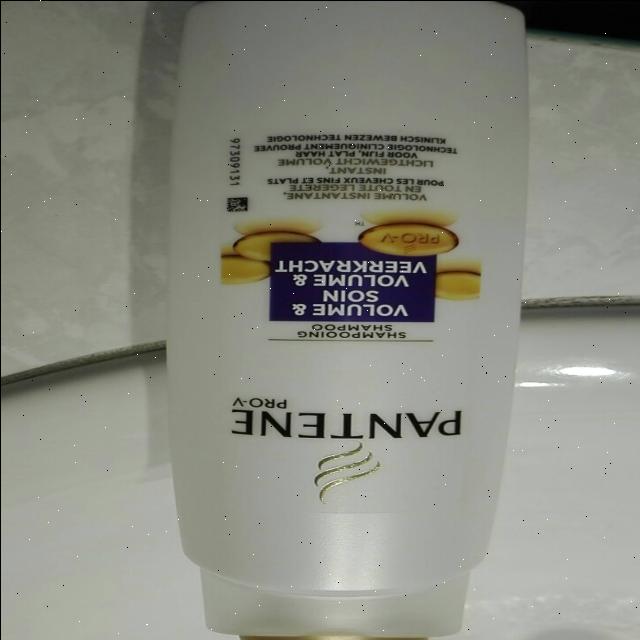 PANTENE
PRO-V
SHAMPOOING
SHAMPOO
VOLUME &
SOIN
VOLUME &
VEERKRACHT
PRO-V
TM
VOLUME INSTANTANÉ,
EN TOUTE LÉGÈRETÉ
POUR LES CHEVEUX FINS ET PLATS
INSTANT,
LICHTGEWICHT VOLUME
VOOR FIJN, PLAT HAAR
TECHNOLOGIE CLINIQUEMENT PROUVÉE
KLINISCH BEWEZEN TECHNOLOGIE
97309131